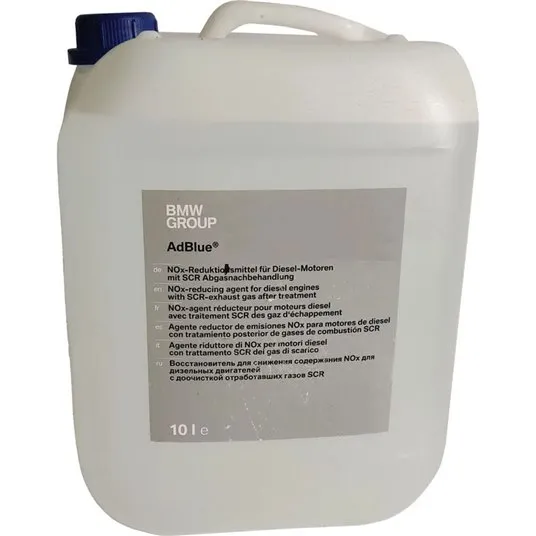 BMW
GROUP
AdBlue®
de NOx-Reduktionsmittel für Diesel-Motoren
mit SCR Abgasnachbehandlung
en NOx-reducing agent for diesel engines
with SCR-exhaust gas after treatment
fr NOx-agent réducteur pour moteurs diesel
avec traitement SCR des gaz d'échappement
es Agente reductor de emisiones NOx para motores de diesel
con tratamiento posterior de gases de combustión SCR
it Agente riduttore di NOx per motori diesel
con trattamento SCR dei gas di scarico
ru Восстановитель для снижения содержания NOx для
дизельных двигателей
с доочисткой отработавших газов SCR
10 l e